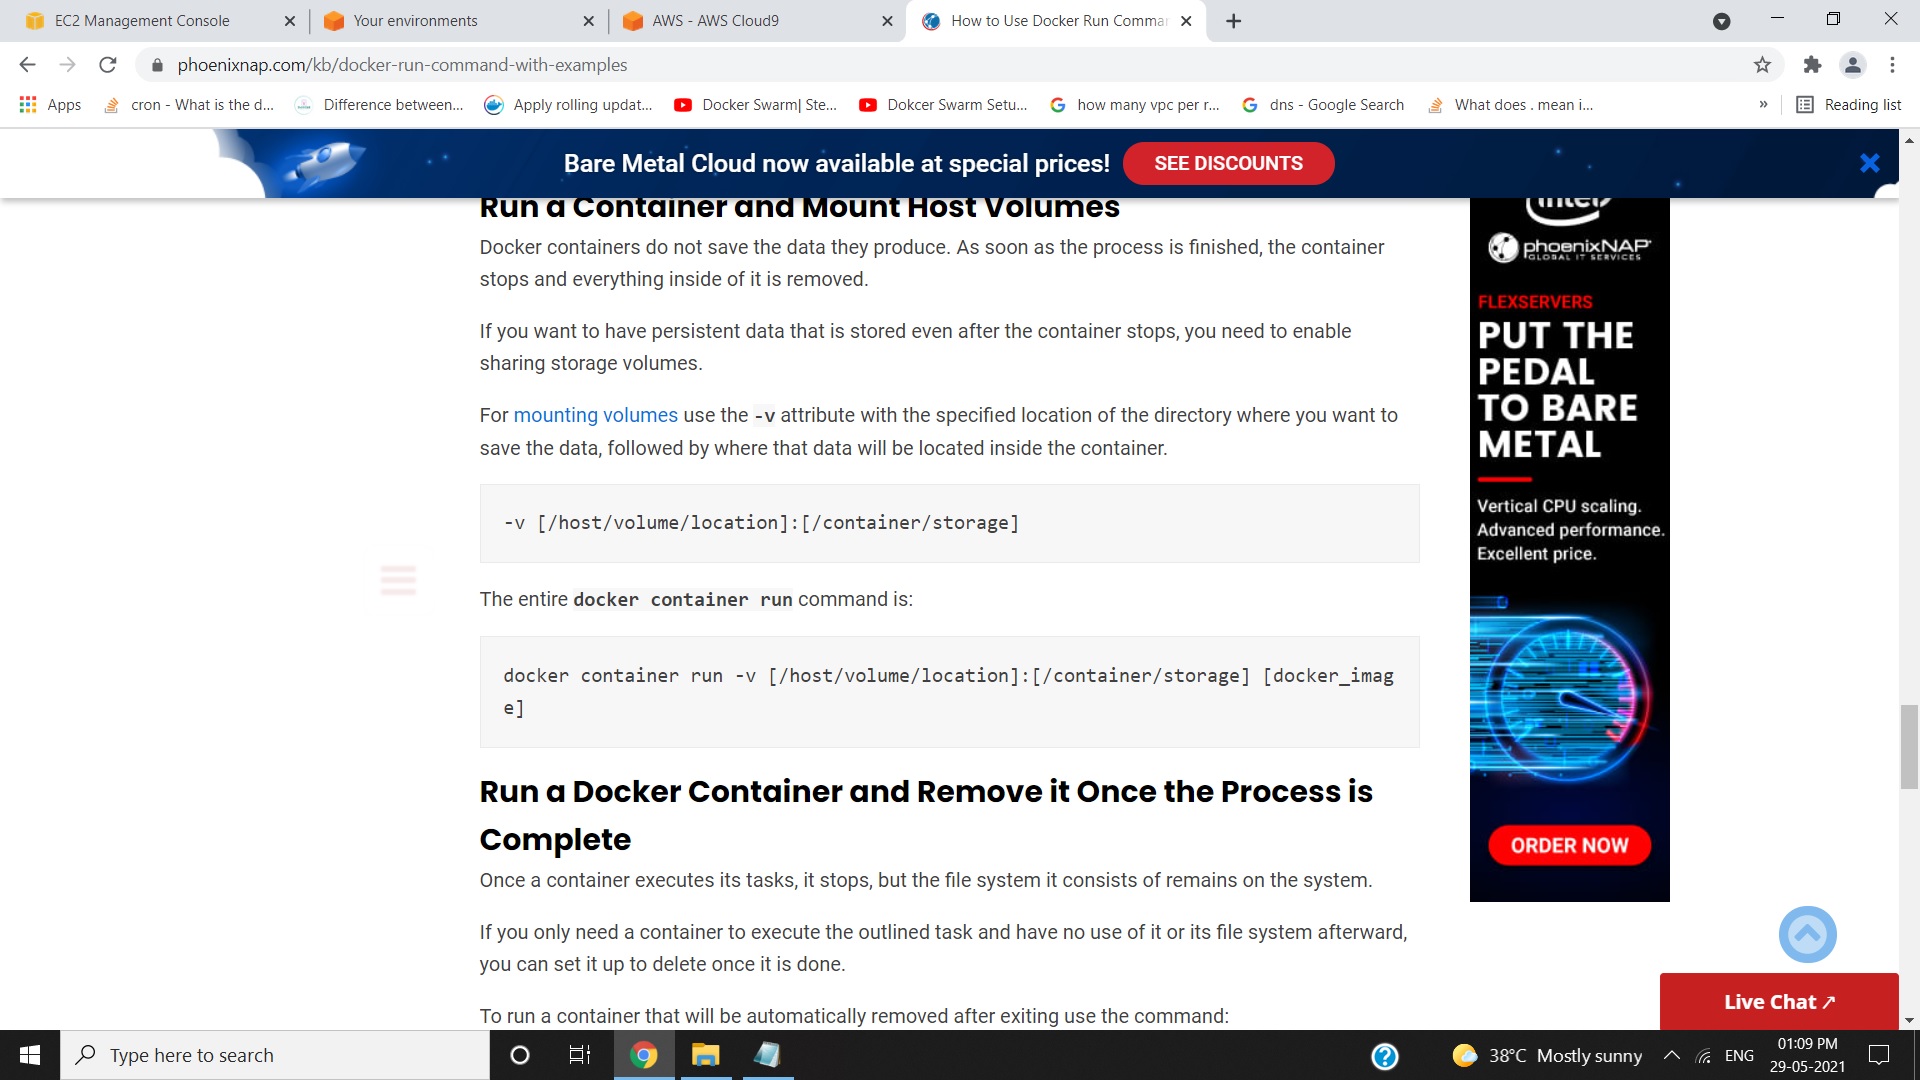 EC2 Management Console
Your environments
AWS - AWS Cloud9
How to Use Docker Run Commar
phoenixnap.com/kb/docker-run-command-with-examples
Apps
cron - What is the d...
Difference between...
Apply rolling updat...
Docker Swarm| Ste...
Dokcer Swarm Setu...
how many vpc per r...
dns - Google Search
What does . mean i...
»
Reading list
Bare Metal Cloud now available at special prices!
SEE DISCOUNTS
Run a Container and Mount Host Volumes
Docker containers do not save the data they produce. As soon as the process is finished, the container
stops and everything inside of it is removed.
If you want to have persistent data that is stored even after the container stops, you need to enable
sharing storage volumes.
For mounting volumes use the -v attribute with the specified location of the directory where you want to
save the data, followed by where that data will be located inside the container.
-v [/host/volume/location]:[/container/storage]
The entire docker container run command is:
docker container run -v [/host/volume/location]:[/container/storage] [docker_imag
e]
Run a Docker Container and Remove it Once the Process is
Complete
Once a container executes its tasks, it stops, but the file system it consists of remains on the system.
If you only need a container to execute the outlined task and have no use of it or its file system afterward,
you can set it up to delete once it is done.
To run a container that will be automatically removed after exiting use the command:
intel
phoenixNAP
GLOBAL IT SERVICES
FLEXSERVERS
PUT THE
PEDAL
TO BARE
METAL
Vertical CPU scaling.
Advanced performance.
Excellent price.
ORDER NOW
Live Chat ↗
Type here to search
38°C Mostly sunny
ENG
01:09 PM
29-05-2021